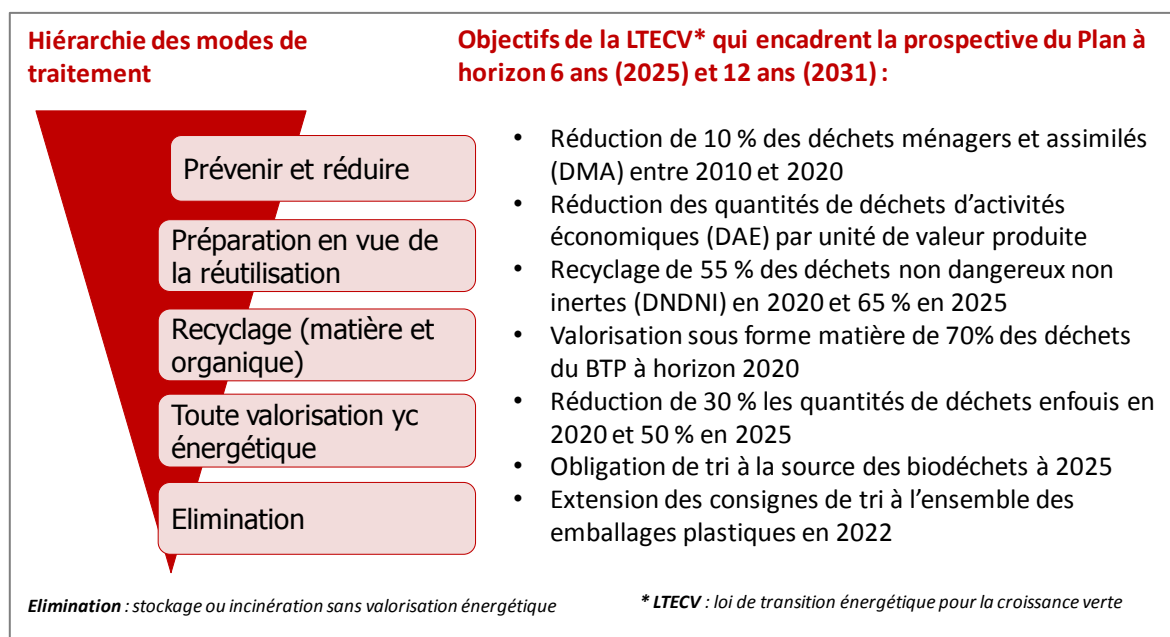 Hiérarchie des modes de
traitement
Prévenir et réduire
Préparation en vue de
la réutilisation
Recyclage (matière et
organique)
Toute valorisation yc
énergétique
Elimination
Objectifs de la LTECV* qui encadrent la prospective du Plan à
horizon 6 ans (2025) et 12 ans (2031) :
• Réduction de 10 % des déchets ménagers et assimilés
(DMA) entre 2010 et 2020
• Réduction des quantités de déchets d’activités
économiques (DAE) par unité de valeur produite
• Recyclage de 55 % des déchets non dangereux non
inertes (DNDNI) en 2020 et 65 % en 2025
• Valorisation sous forme matière de 70% des déchets
du BTP à horizon 2020
• Réduction de 30 % les quantités de déchets enfouis en
2020 et 50 % en 2025
• Obligation de tri à la source des biodéchets à 2025
• Extension des consignes de tri à l’ensemble des
emballages plastiques en 2022
Elimination : stockage ou incinération sans valorisation énergétique
* LTECV : loi de transition énergétique pour la croissance verte